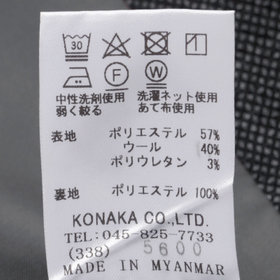 30
F W
中性洗剤使用 洗濯ネット使用
弱く絞る あて布使用
表地 ポリエステル 57%
ウール 40%
ポリウレタン 3%
裏地 ポリエステル 100%
KONAKA CO.,LTD.
TEL:045-825-7733
(338) 5600
MADE IN MYANMAR